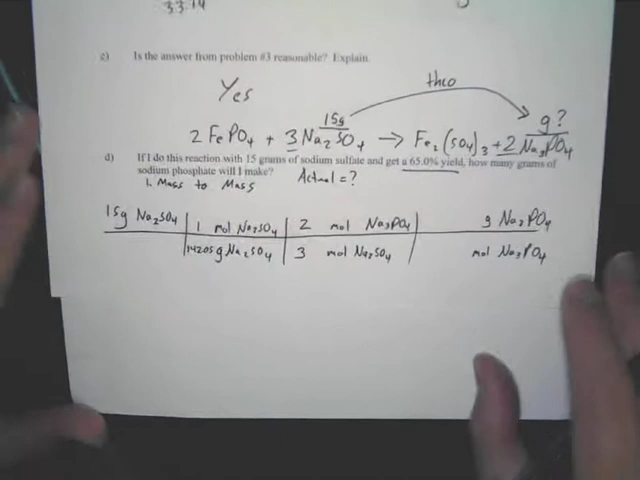 33.14
c) Is the answer from problem #3 reasonable? Explain.
Yes
theo
15g g?
2 FePO4 + 3 Na2SO4 → Fe2(SO4)3 + 2 Na3PO4
d) If I do this reaction with 15 grams of sodium sulfate and get a 65.0% yield, how many grams of
sodium phosphate will I make? Actual = ?
1. Mass to Mass
15g Na2SO4 | 1 mol Na2SO4 | 2 mol Na3PO4 | g Na3PO4
142.05 g Na2SO4 | 3 mol Na2SO4 | mol Na3PO4